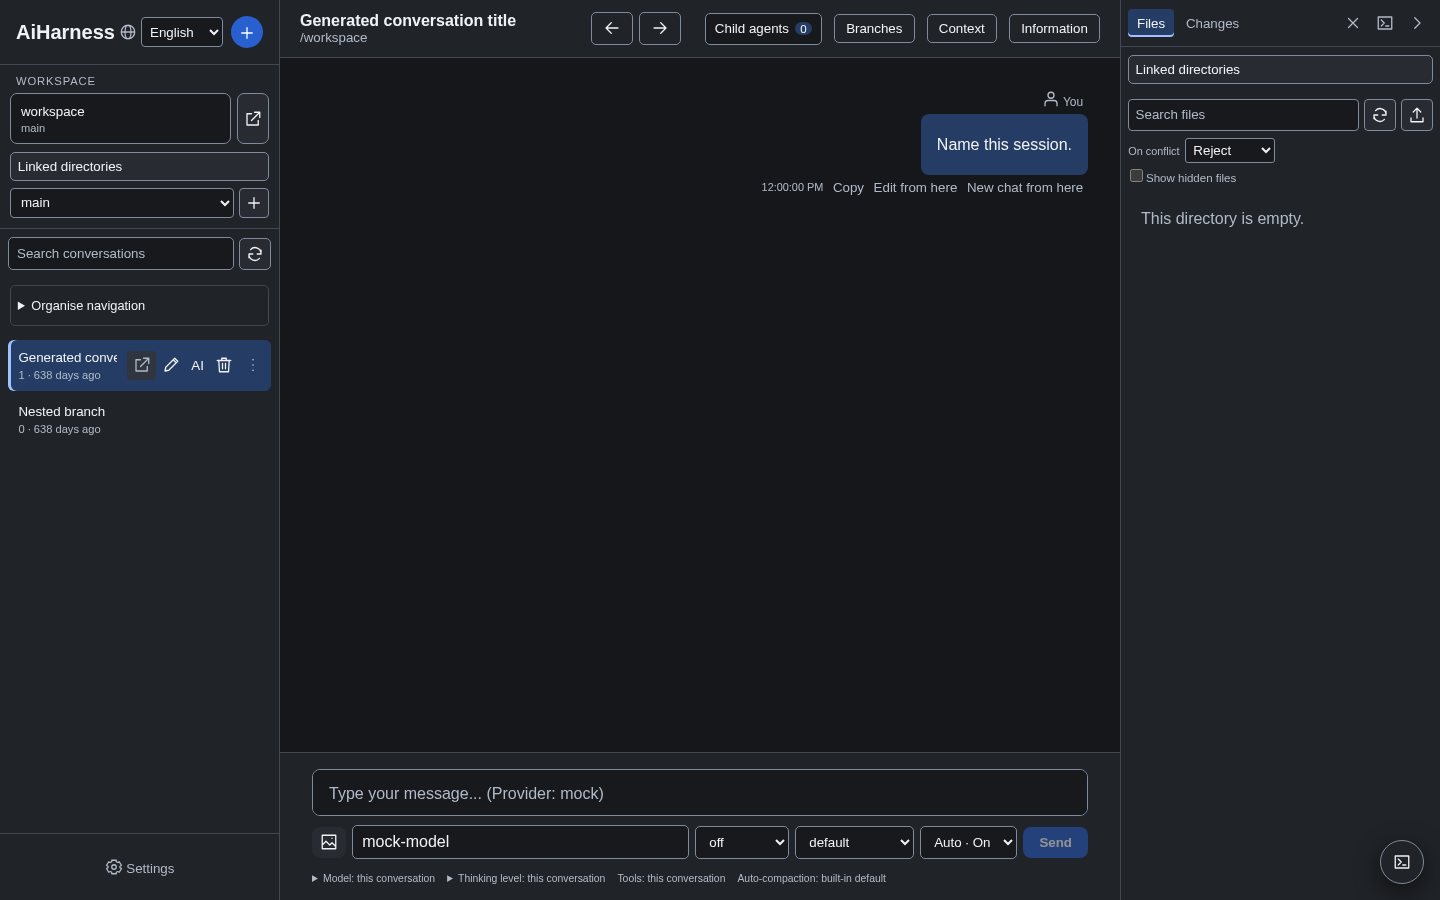 AiHarness
English
WORKSPACE
workspace
main
Linked directories
main
Search conversations
Organise navigation
Generated conve
1 · 638 days ago
AI
Nested branch
0 · 638 days ago
Settings
Generated conversation title
/workspace
Child agents 0
Branches
Context
Information
You
Name this session.
12:00:00 PM Copy Edit from here New chat from here
Type your message... (Provider: mock)
mock-model
off
default
Auto · On
Send
Model: this conversation Thinking level: this conversation Tools: this conversation Auto-compaction: built-in default
Files
Changes
Linked directories
Search files
On conflict Reject
Show hidden files
This directory is empty.